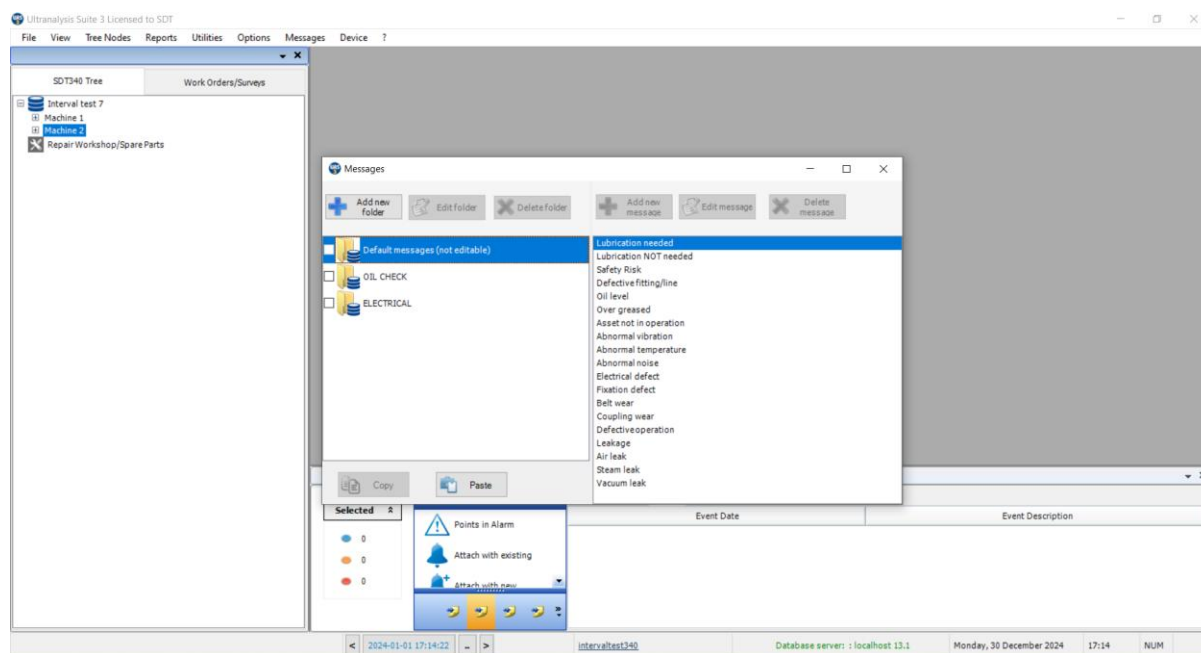 Ultranalysis Suite 3 Licensed to SDT
File View Tree Nodes Reports Utilities Options Messages Device ?
SDT340 Tree Work Orders/Surveys
Interval test 7
Machine 1
Machine 2
Repair Workshop/Spare Parts
Messages
Add new folder Edit folder Delete folder Add new message Edit message Delete message
Default messages (not editable)
OIL CHECK
ELECTRICAL
Lubrication needed
Lubrication NOT needed
Safety Risk
Defective fitting/line
Oil level
Over greased
Asset not in operation
Abnormal vibration
Abnormal temperature
Abnormal noise
Electrical defect
Fixation defect
Belt wear
Coupling wear
Defective operation
Leakage
Air leak
Steam leak
Vacuum leak
Copy Paste
Selected
0
0
0
Points in Alarm
Attach with existing
Attach with new
Event Date Event Description
< 2024-01-01 17:14:22 .. > intervaltest340 Database server: : localhost 13.1 Monday, 30 December 2024 17:14 NUM